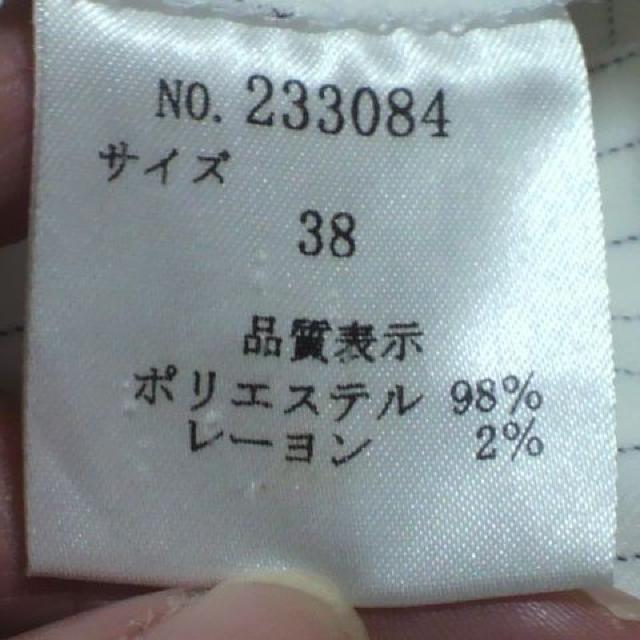 NO. 233084
サイズ
38
品質表示
ポリエステル 98%
レーヨン 2%